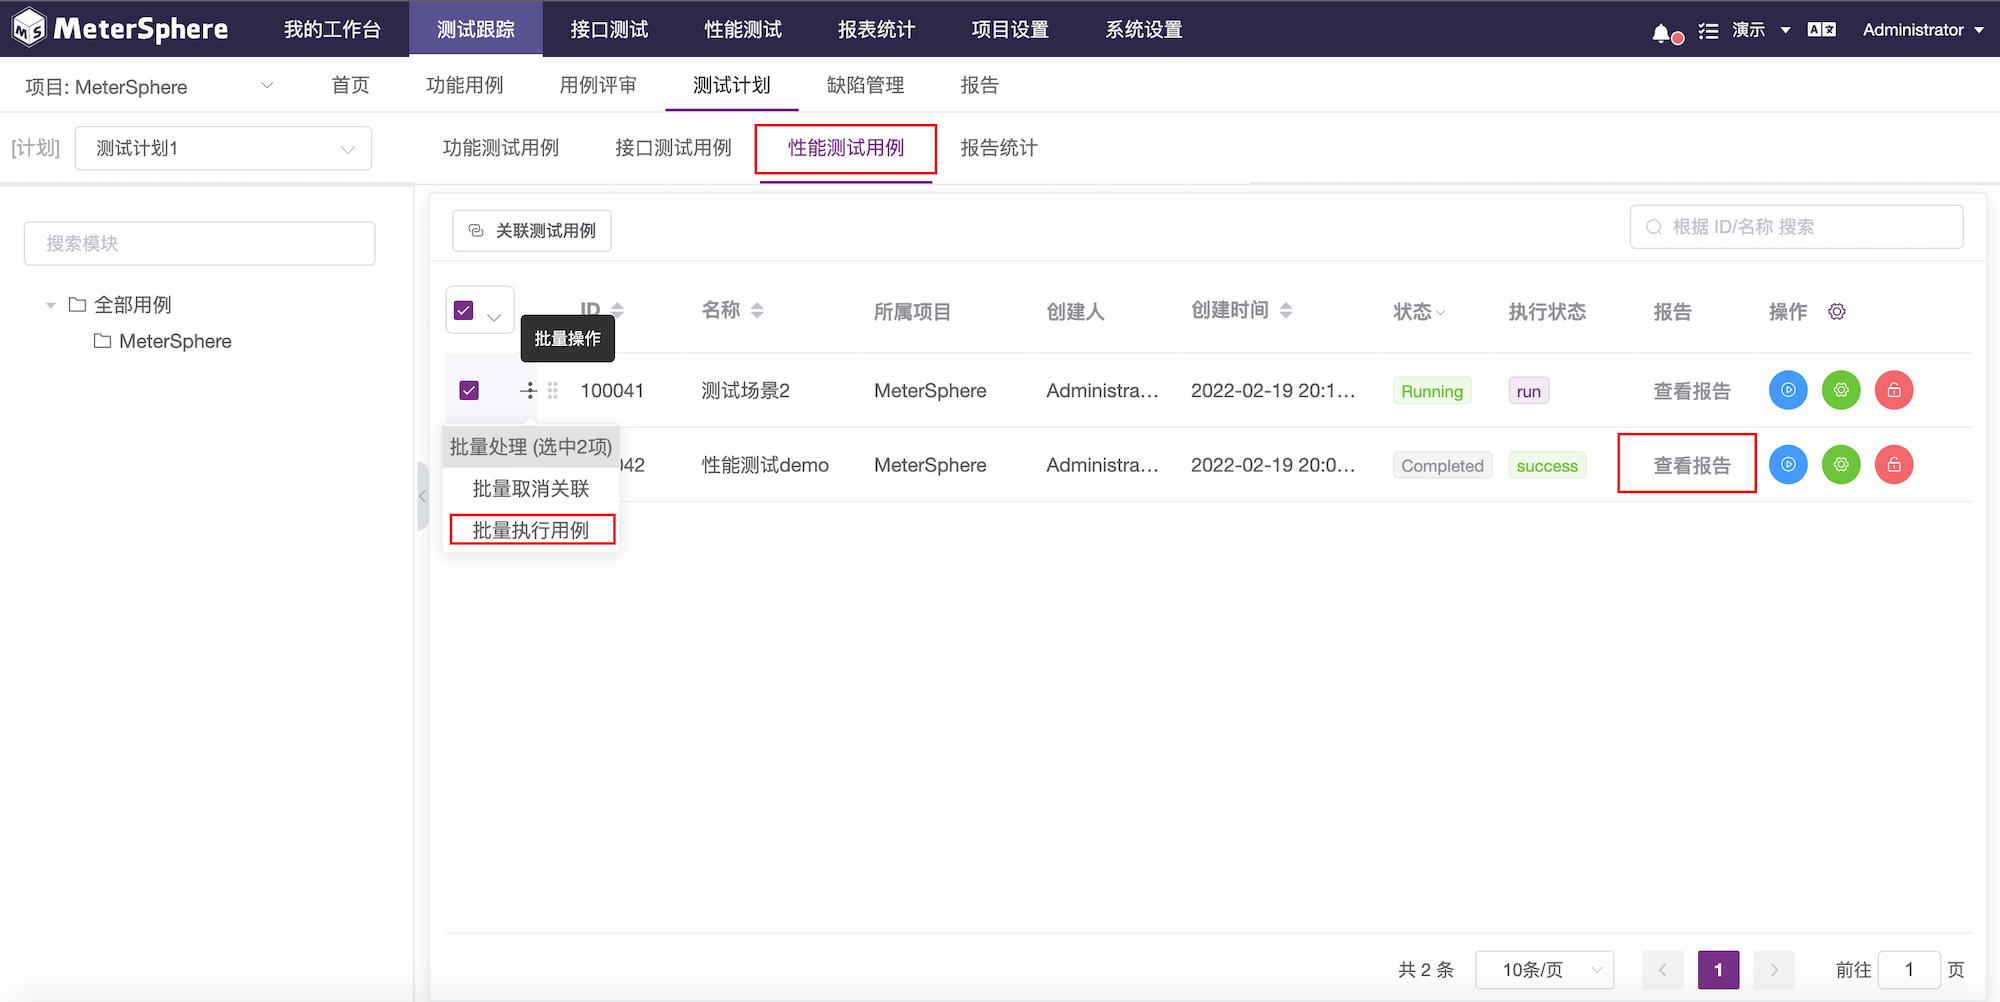 MeterSphere 我的工作台 测试跟踪 接口测试 性能测试 报表统计 项目设置 系统设置 演示 Administrator
项目: MeterSphere 首页 功能用例 用例评审 测试计划 缺陷管理 报告
[计划] 测试计划1 功能测试用例 接口测试用例 性能测试用例 报告统计
关联测试用例 根据 ID/名称 搜索
搜索模块
全部用例
MeterSphere
ID 名称 所属项目 创建人 创建时间 状态 执行状态 报告 操作
批量操作
100041 测试场景2 MeterSphere Administra... 2022-02-19 20:1... Running run 查看报告
批量处理 (选中2项)
42 性能测试demo MeterSphere Administra... 2022-02-19 20:0... Completed success 查看报告
批量取消关联
批量执行用例
共 2 条 10条/页 1 前往 1 页